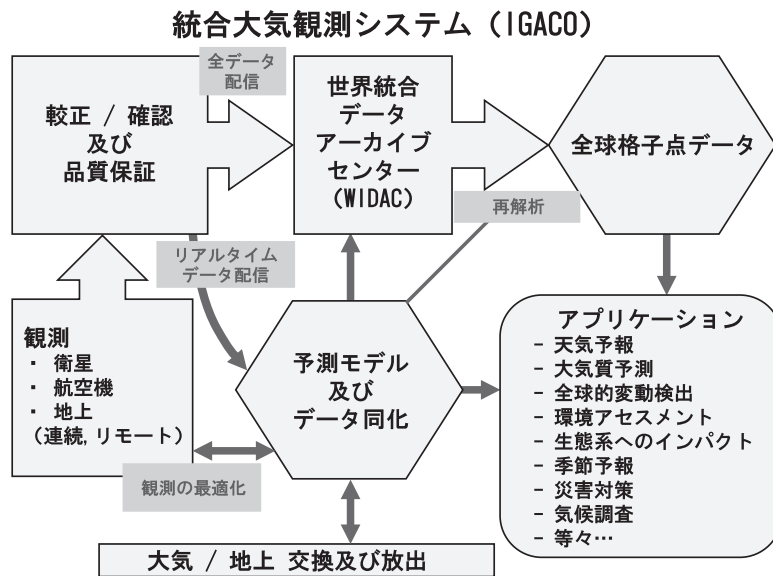 統合大気観測システム（IGACO）
全データ
配信
較正 / 確認
及び
品質保証
世界統合
データ
アーカイブ
センター
(WIDAC)
全球格子点データ
再解析
リアルタイム
データ配信
観測
・ 衛星
・ 航空機
・ 地上
（連続, リモート）
予測モデル
及び
データ同化
アプリケーション
- 天気予報
- 大気質予測
- 全球的変動検出
- 環境アセスメント
- 生態系へのインパクト
- 季節予報
- 災害対策
- 気候調査
- 等々…
観測の最適化
大気 / 地上 交換及び放出